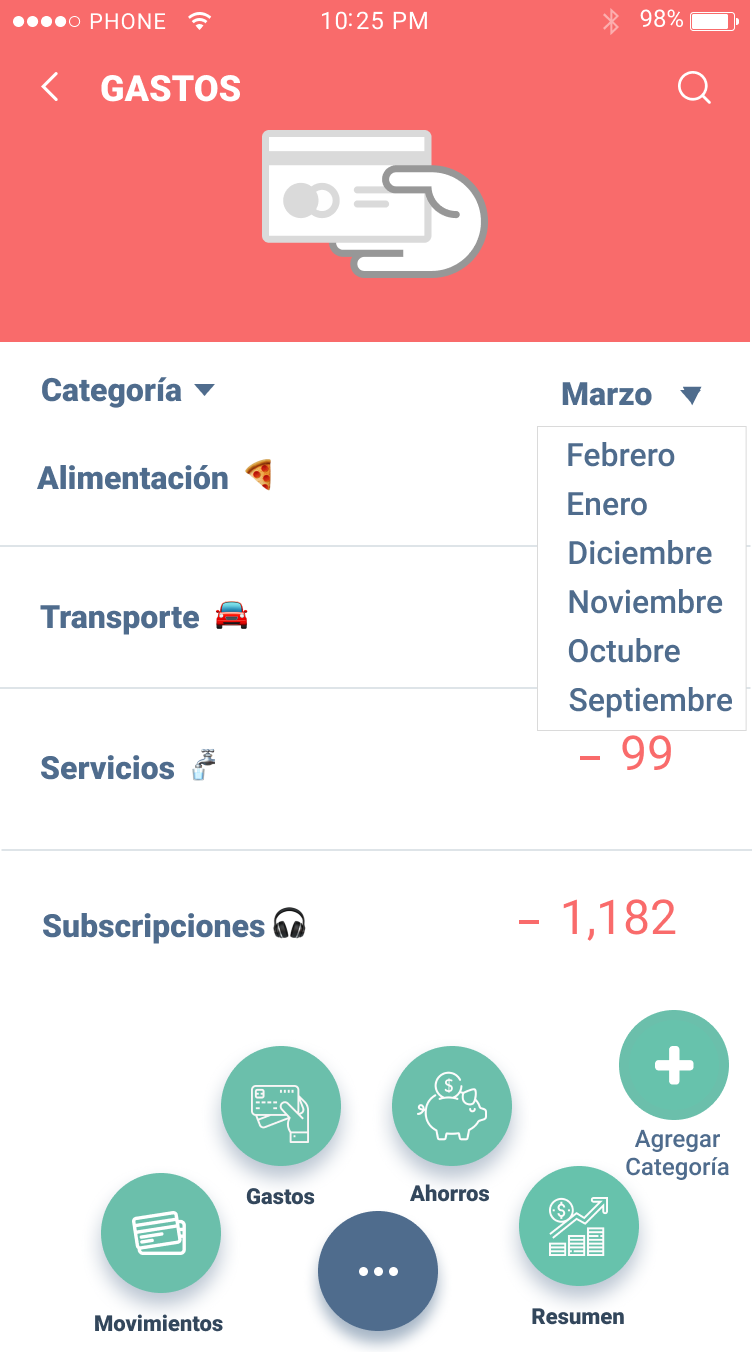 PHONE 10:25 PM 98%
GASTOS
Categoría
Marzo
Febrero
Alimentación
Enero
Diciembre
Noviembre
Transporte
Octubre
Septiembre
Servicios
– 99
Subscripciones – 1,182
Agregar
Categoría
Gastos
Ahorros
Movimientos
Resumen